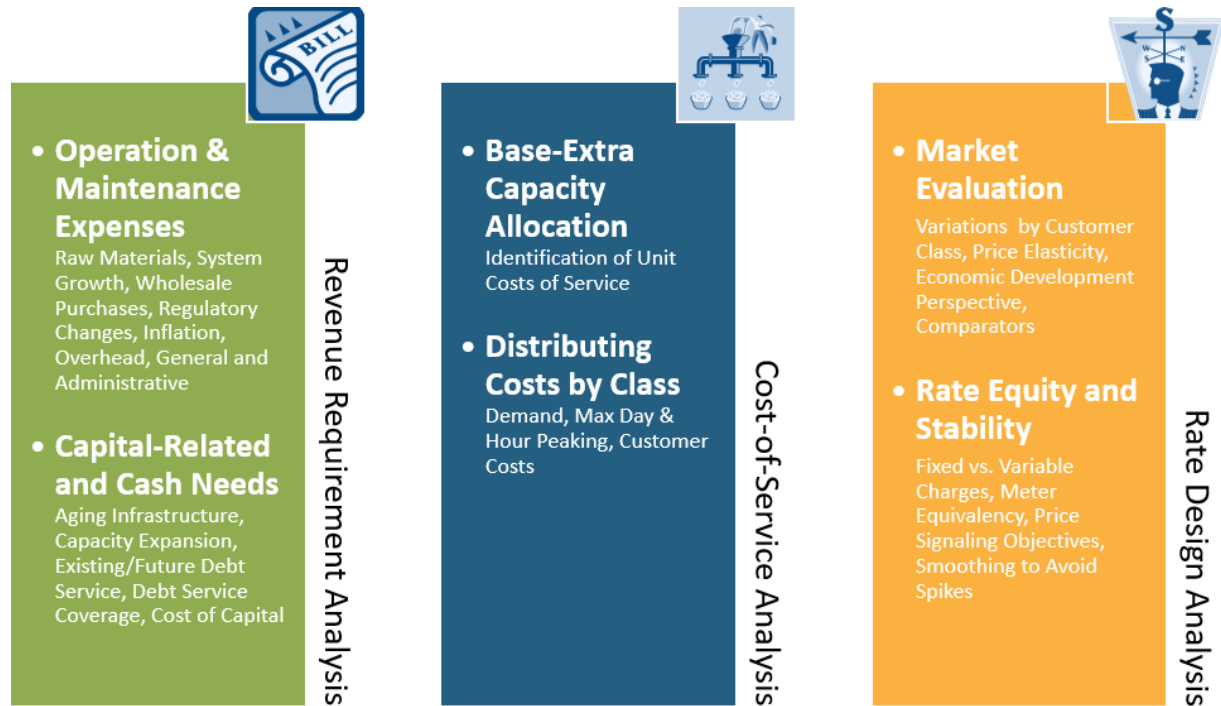 BILL
• Operation &
Maintenance
Expenses
Raw Materials, System
Growth, Wholesale
Purchases, Regulatory
Changes, Inflation,
Overhead, General and
Administrative
• Capital-Related
and Cash Needs
Aging Infrastructure,
Capacity Expansion,
Existing/Future Debt
Service, Debt Service
Coverage, Cost of Capital
Revenue Requirement Analysis
• Base-Extra
Capacity
Allocation
Identification of Unit
Costs of Service
• Distributing
Costs by Class
Demand, Max Day &
Hour Peaking, Customer
Costs
Cost-of-Service Analysis
S
W N
S E
• Market
Evaluation
Variations by Customer
Class, Price Elasticity,
Economic Development
Perspective,
Comparators
• Rate Equity and
Stability
Fixed vs. Variable
Charges, Meter
Equivalency, Price
Signaling Objectives,
Smoothing to Avoid
Spikes
Rate Design Analysis